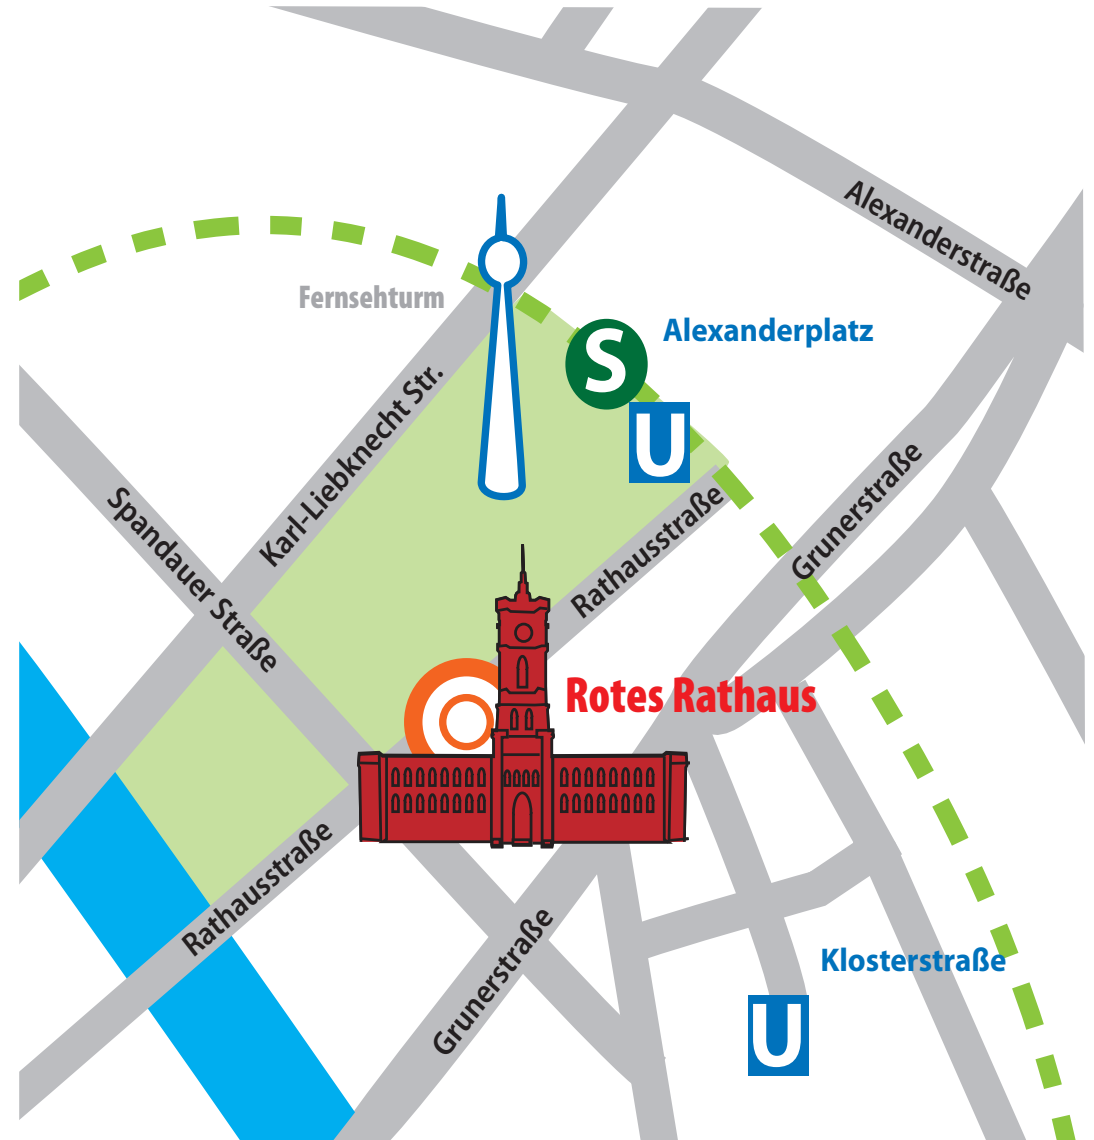 Alexanderstraße
Fernsehturm
Alexanderplatz
S
U
Karl-Liebknecht Str.
Grunerstraße
Spandauer Straße
Rathausstraße
Rotes Rathaus
Rathausstraße
Grunerstraße
Klosterstraße
U